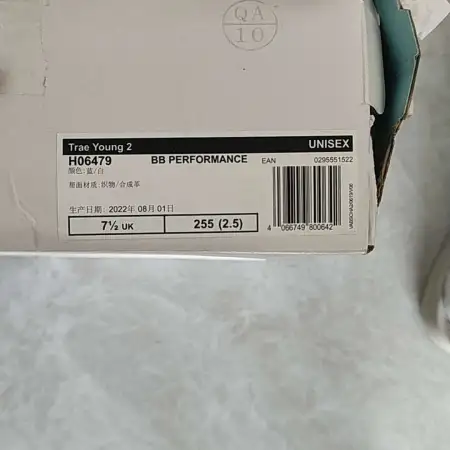 QA
10
Trae Young 2 UNISEX
H06479 BB PERFORMANCE EAN 0295551522
颜色: 蓝/白
鞋面材质: 织物/合成革
生产日期: 2022年 08月 01日
7½ UK 255 (2.5)
4 066749 800642